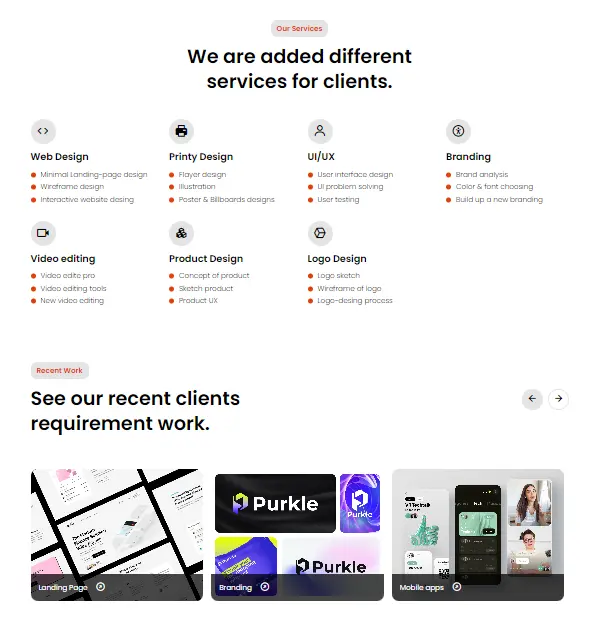 Our Services
We are added different
services for clients.
Web Design
Minimal Landing-page design
Wireframe design
Interactive website desing
Printy Design
Flayer design
Illustration
Poster & Billboards designs
UI/UX
User interface design
UI problem solving
User testing
Branding
Brand analysis
Color & font choosing
Build up a new branding
Video editing
Video edite pro
Video editing tools
New video editing
Product Design
Concept of product
Sketch product
Product UX
Logo Design
Logo sketch
Wireframe of logo
Logo-desing process
Recent Work
See our recent clients
requirement work.
Landing Page
Purkle
Purkle
Purkle
Purkle
Branding
Mobile apps